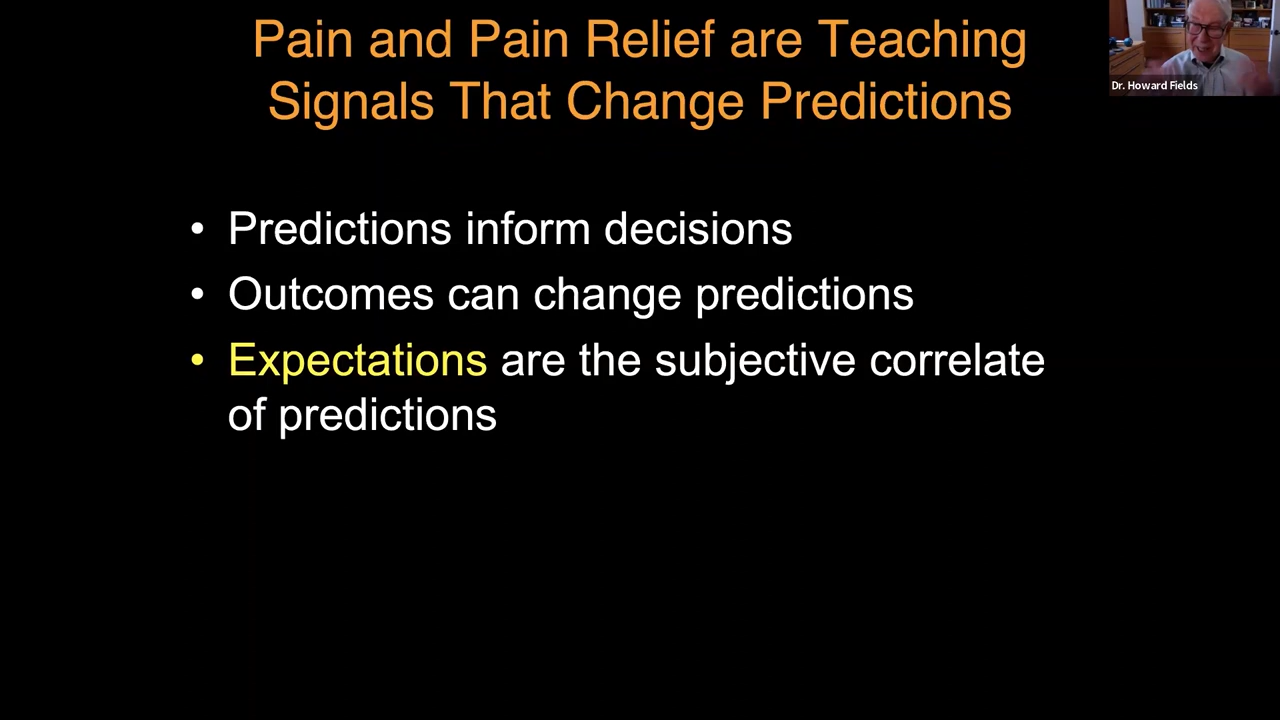 Pain and Pain Relief are Teaching
Signals That Change Predictions
Dr. Howard Fields
• Predictions inform decisions
• Outcomes can change predictions
• Expectations are the subjective correlate
of predictions